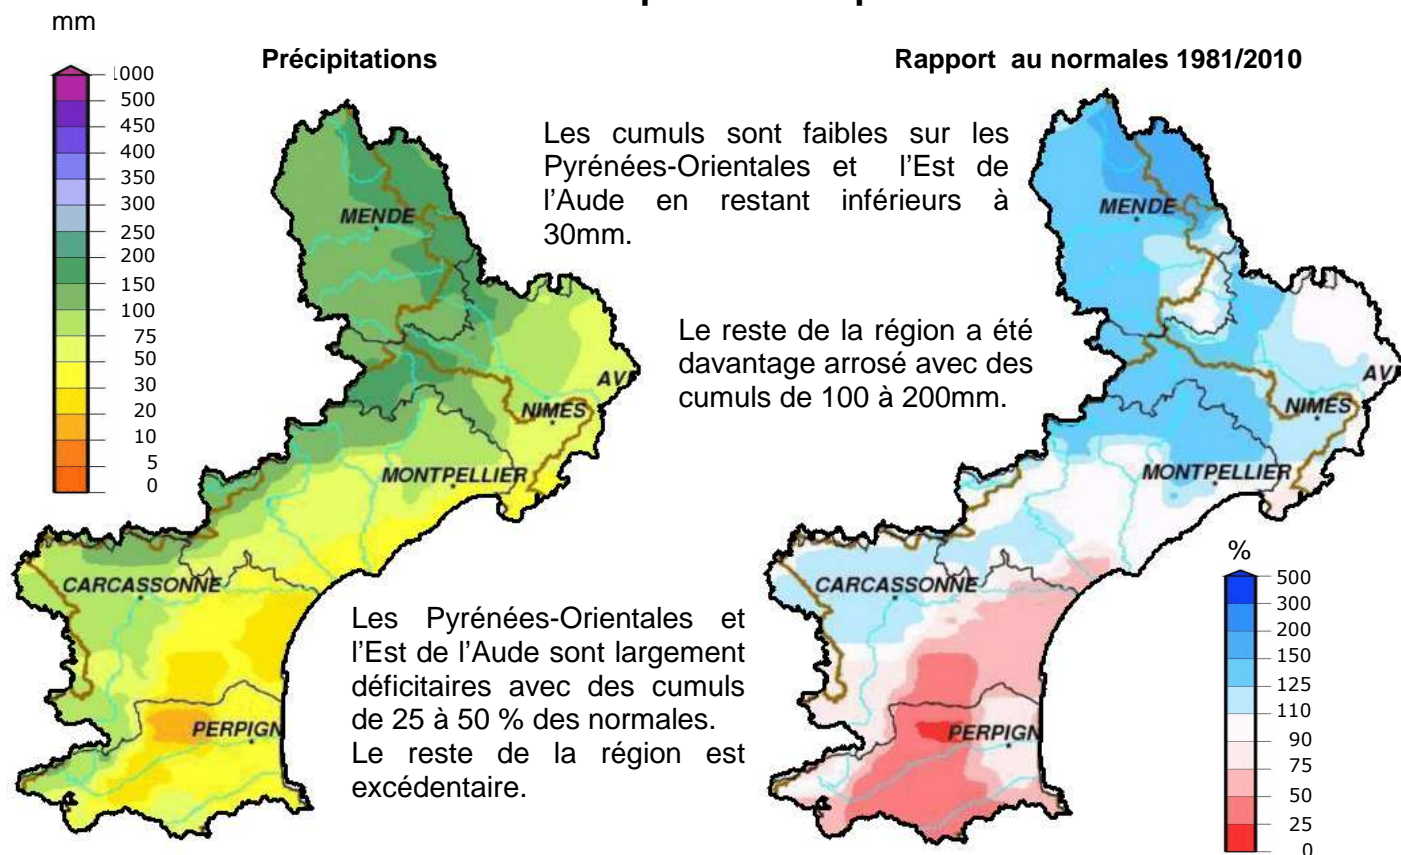 mm
Précipitations
Rapport au normales 1981/2010
1000
500
450
400
350
300
250
200
150
100
75
50
30
20
10
5
0
Les cumuls sont faibles sur les
Pyrénées-Orientales et l'Est de
l'Aude en restant inférieurs à
30mm.
Le reste de la région a été
davantage arrosé avec des
cumuls de 100 à 200mm.
MENDE
AVI
NIMES
MONTPELLIER
CARCASSONNE
PERPIGN
Les Pyrénées-Orientales et
l'Est de l'Aude sont largement
déficitaires avec des cumuls
de 25 à 50 % des normales.
Le reste de la région est
excédentaire.
MENDE
AVI
NIMES
MONTPELLIER
CARCASSONNE
PERPIGN
%
500
300
200
150
125
110
90
75
50
25
0